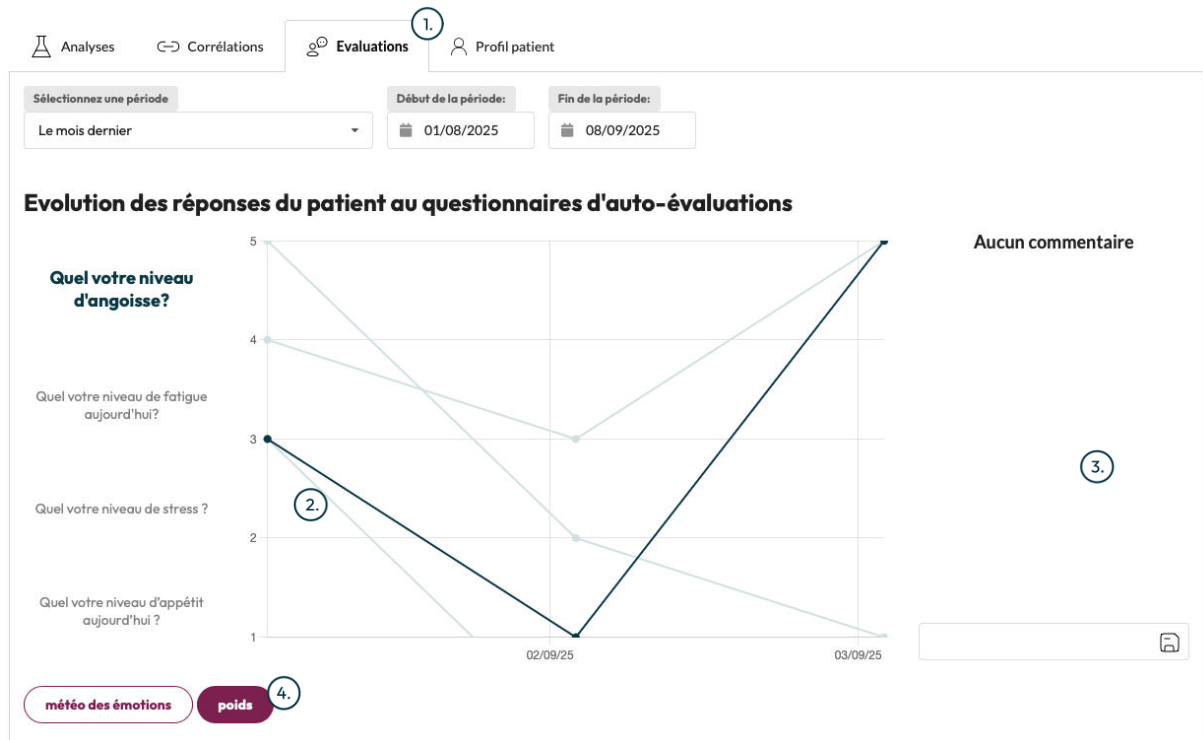 1.
Analyses
Corrélations
Evaluations
Profil patient
Sélectionnez une période
Début de la période:
Fin de la période:
Le mois dernier
01/08/2025
08/09/2025
Evolution des réponses du patient au questionnaires d'auto-évaluations
Aucun commentaire
Quel votre niveau
d'angoisse?
Quel votre niveau de fatigue
aujourd'hui?
Quel votre niveau de stress ?
Quel votre niveau d'appétit
aujourd'hui ?
5
4
3
2
1
2.
3.
02/09/25
03/09/25
météo des émotions
poids
4.